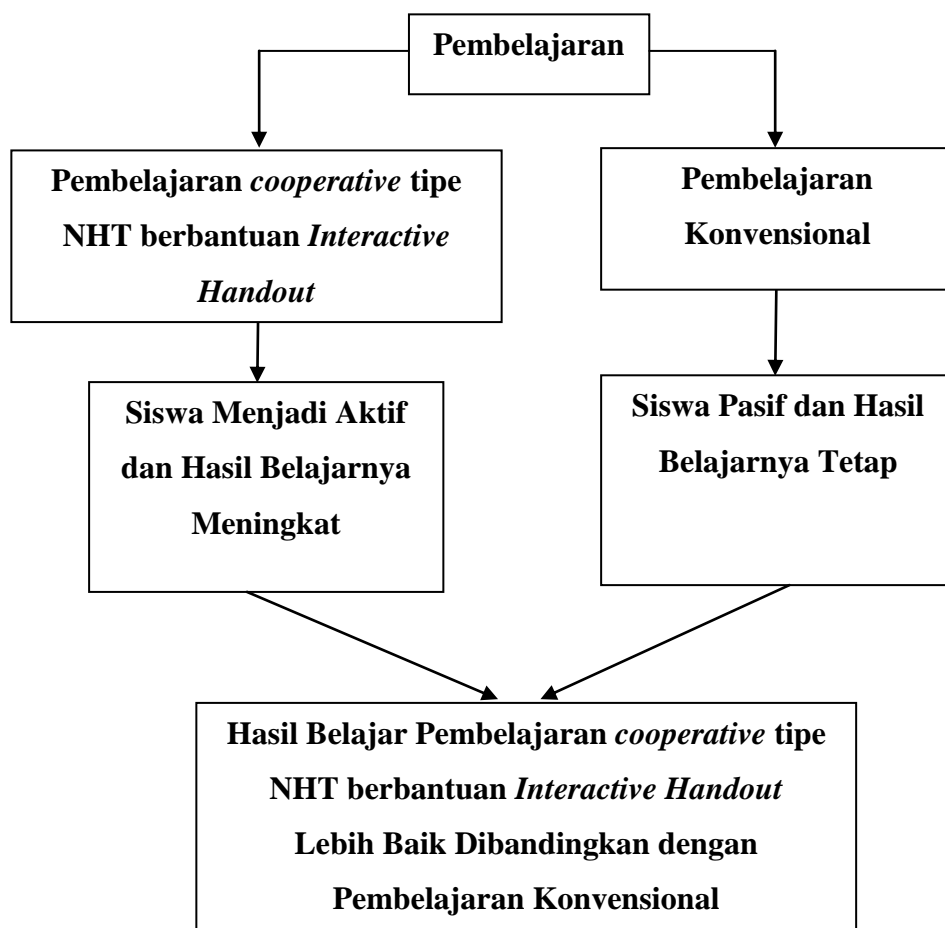 Pembelajaran
Pembelajaran cooperative tipe
NHT berbantuan Interactive
Handout
Pembelajaran
Konvensional
Siswa Menjadi Aktif
dan Hasil Belajarnya
Meningkat
Siswa Pasif dan Hasil
Belajarnya Tetap
Hasil Belajar Pembelajaran cooperative tipe
NHT berbantuan Interactive Handout
Lebih Baik Dibandingkan dengan
Pembelajaran Konvensional